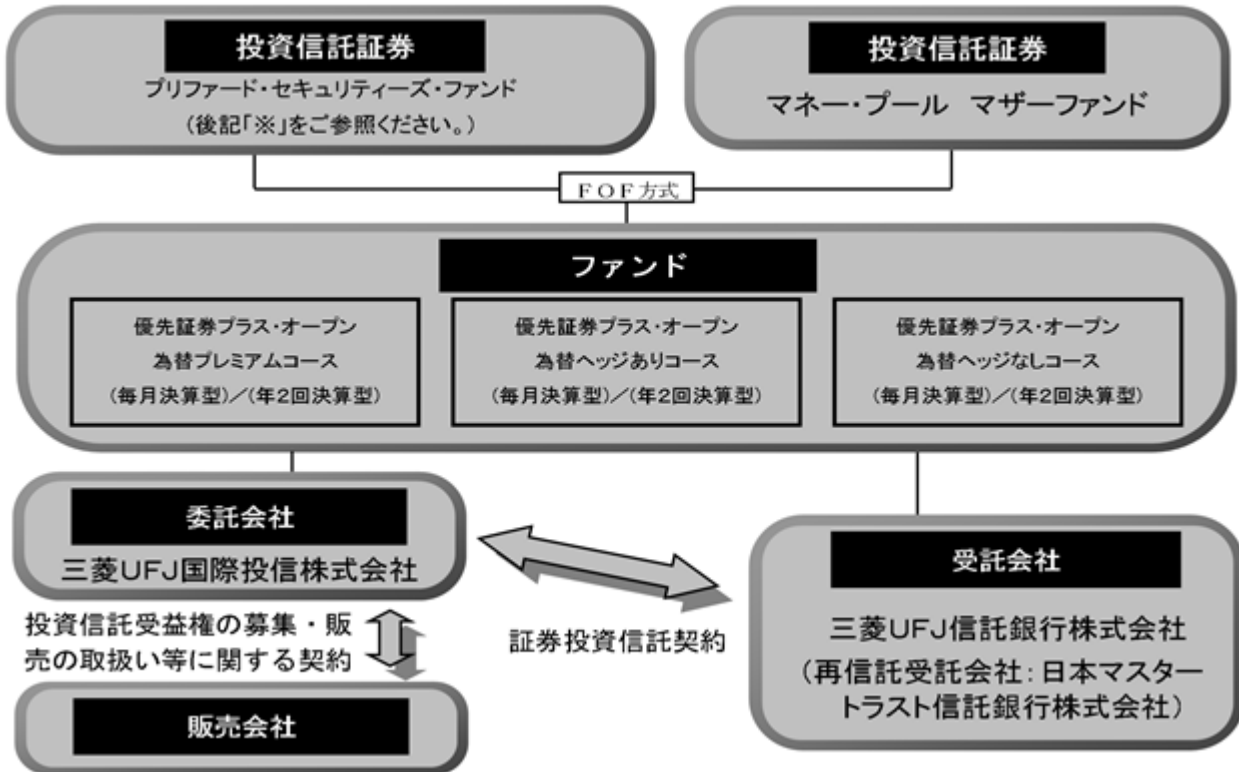 投資信託証券
プリファード・セキュリティーズ・ファンド
(後記「※」をご参照ください。)
投資信託証券
マネー・プール マザーファンド
FOF方式
ファンド
優先証券プラス・オープン
為替プレミアムコース
(毎月決算型)/(年2回決算型)
優先証券プラス・オープン
為替ヘッジありコース
(毎月決算型)/(年2回決算型)
優先証券プラス・オープン
為替ヘッジなしコース
(毎月決算型)/(年2回決算型)
委託会社
三菱UFJ国際投信株式会社
投資信託受益権の募集・販
売の取扱い等に関する契約
販売会社
証券投資信託契約
受託会社
三菱UFJ信託銀行株式会社
(再信託受託会社:日本マスター
トラスト信託銀行株式会社)